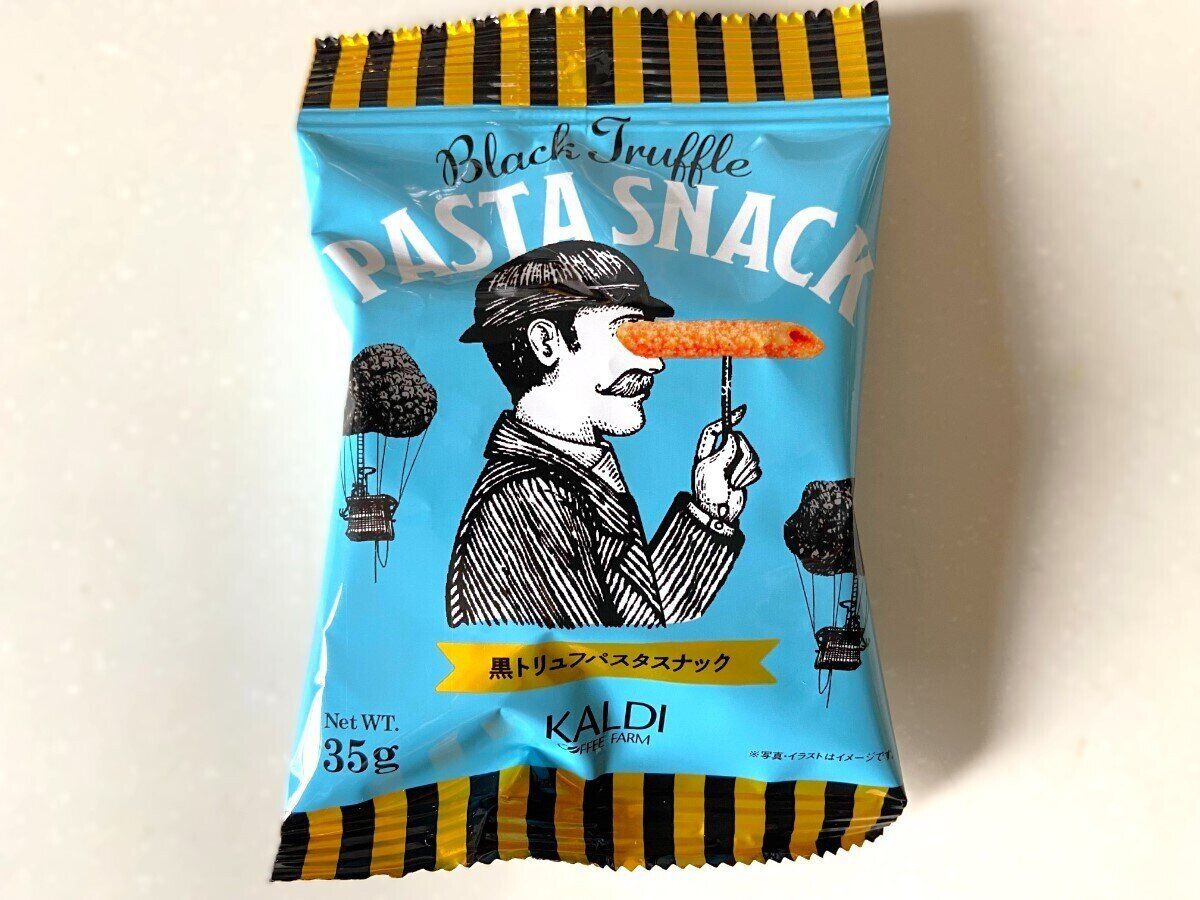 Black Truffle
PASTA SNACK
黒トリュフパスタスナック
KALDI
COFFEE FARM
Net WT.
35g
※写真・イラストはイメージです。